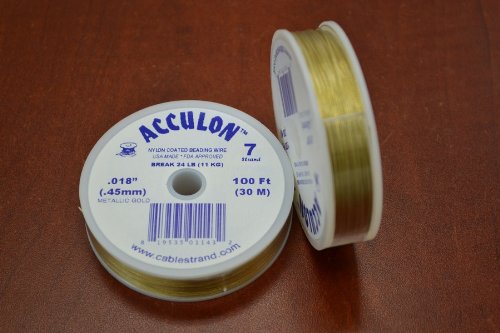 ACCULON™
NYLON COATED BEADING WIRE
USA MADE * FDA APPROVED
BREAK 24 LB (11 KG)
7
Strand
.018"
(.45mm)
METALLIC GOLD
100 Ft
(30 M)
www.cablestrand.com